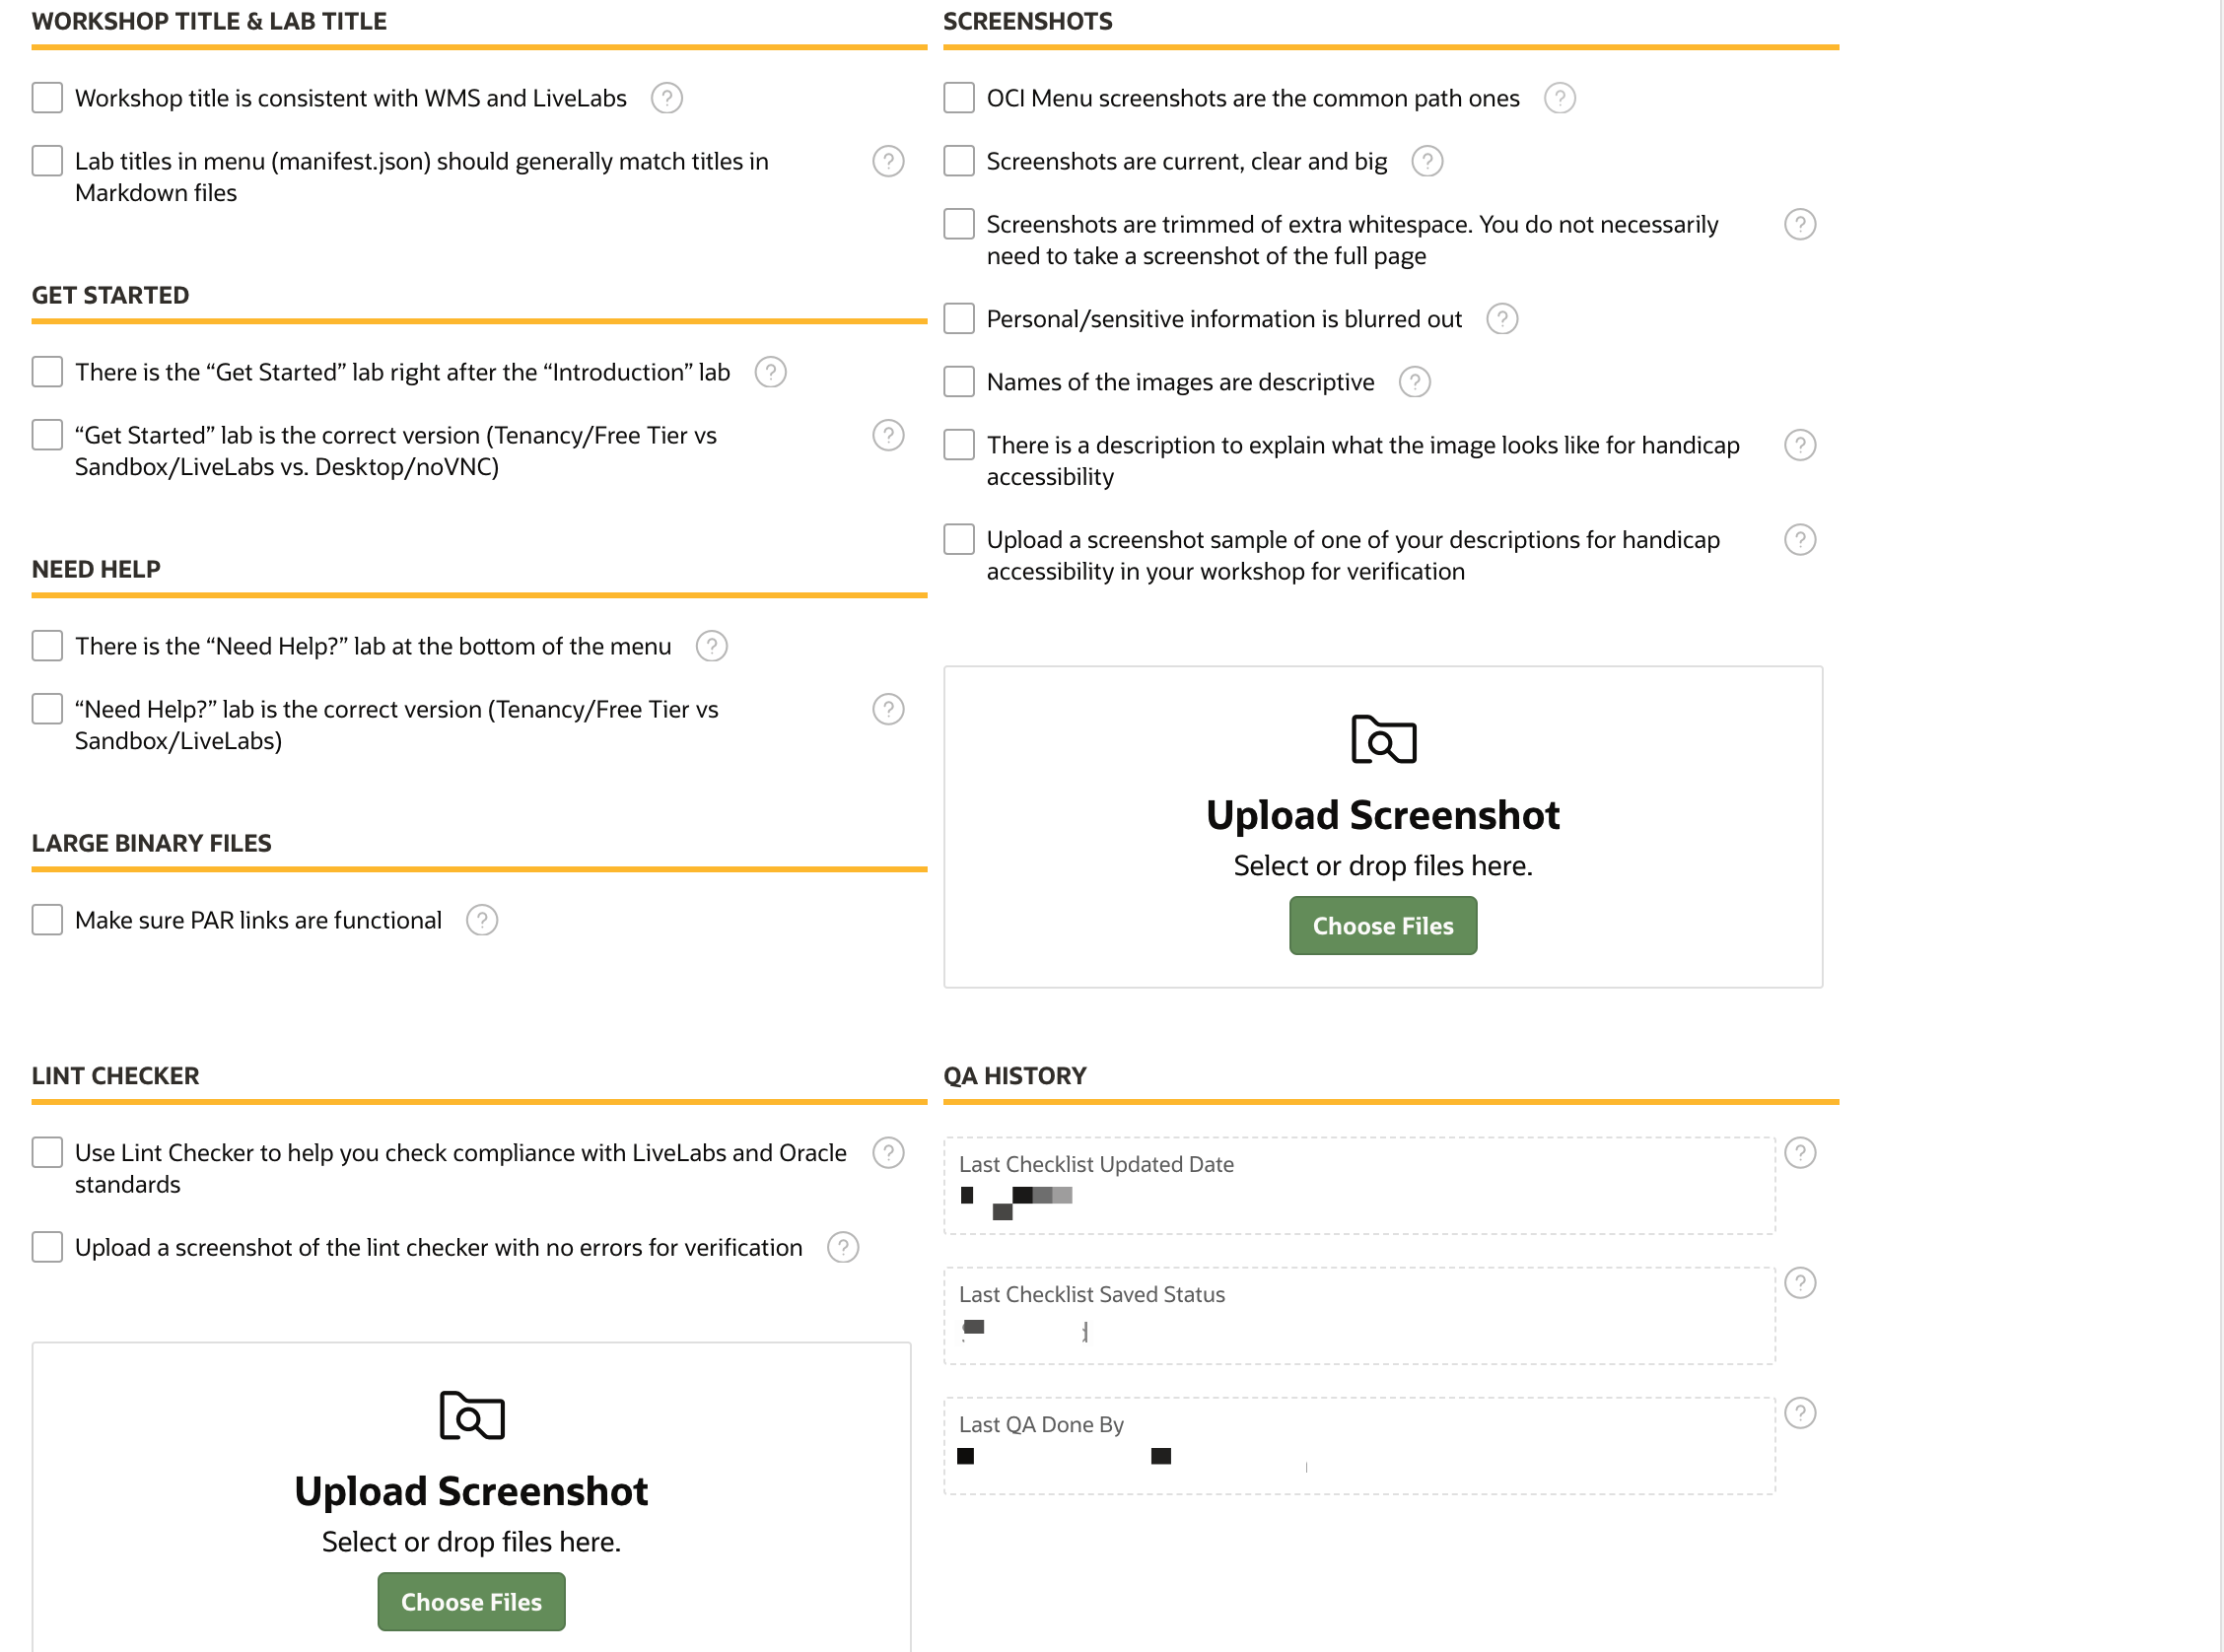 WORKSHOP TITLE & LAB TITLE
Workshop title is consistent with WMS and LiveLabs
Lab titles in menu (manifest.json) should generally match titles in
Markdown files
GET STARTED
There is the “Get Started” lab right after the “Introduction” lab
“Get Started” lab is the correct version (Tenancy/Free Tier vs
Sandbox/LiveLabs vs. Desktop/noVNC)
NEED HELP
There is the “Need Help?” lab at the bottom of the menu
“Need Help?” lab is the correct version (Tenancy/Free Tier vs
Sandbox/LiveLabs)
LARGE BINARY FILES
Make sure PAR links are functional
SCREENSHOTS
OCI Menu screenshots are the common path ones
Screenshots are current, clear and big
Screenshots are trimmed of extra whitespace. You do not necessarily
need to take a screenshot of the full page
Personal/sensitive information is blurred out
Names of the images are descriptive
There is a description to explain what the image looks like for handicap
accessibility
Upload a screenshot sample of one of your descriptions for handicap
accessibility in your workshop for verification
Upload Screenshot
Select or drop files here.
Choose Files
LINT CHECKER
Use Lint Checker to help you check compliance with LiveLabs and Oracle
standards
Upload a screenshot of the lint checker with no errors for verification
Upload Screenshot
Select or drop files here.
Choose Files
QA HISTORY
Last Checklist Updated Date
Last Checklist Saved Status
Last QA Done By